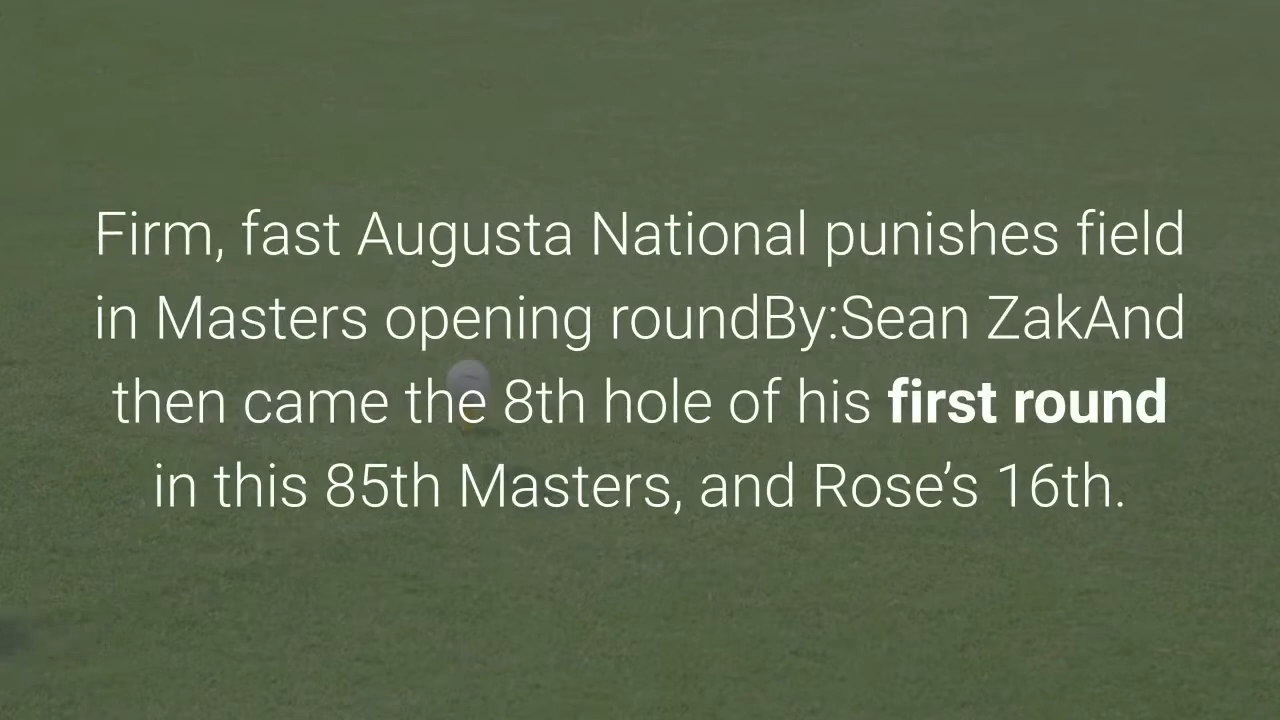 Firm, fast Augusta National punishes field
in Masters opening roundBy:Sean ZakAnd
then came the 8th hole of his first round
in this 85th Masters, and Rose’s 16th.